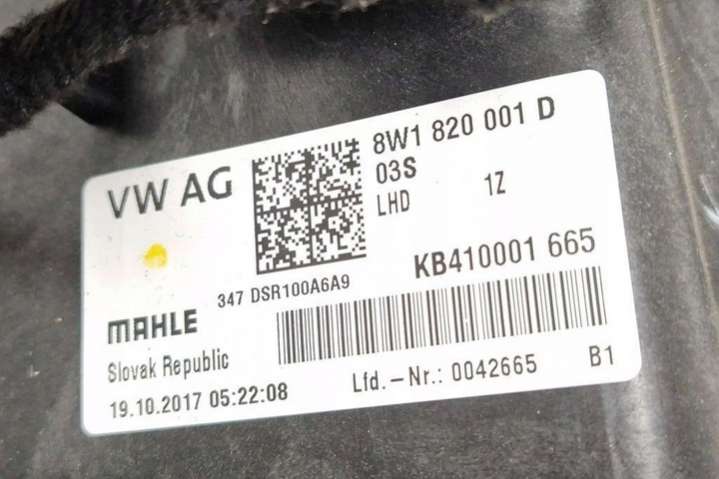 VW AG
8W1 820 001 D
03S
LHD 1Z
347 DSR100A6A9
KB410001 665
MAHLE
Slovak Republic
19.10.2017 05:22:08
Lfd.-Nr.: 0042665 B1